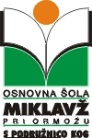 OSNOVNA ŠOLA
MIKLAVŽ
PRI ORMOŽU
S PODRUŽNICO KOG